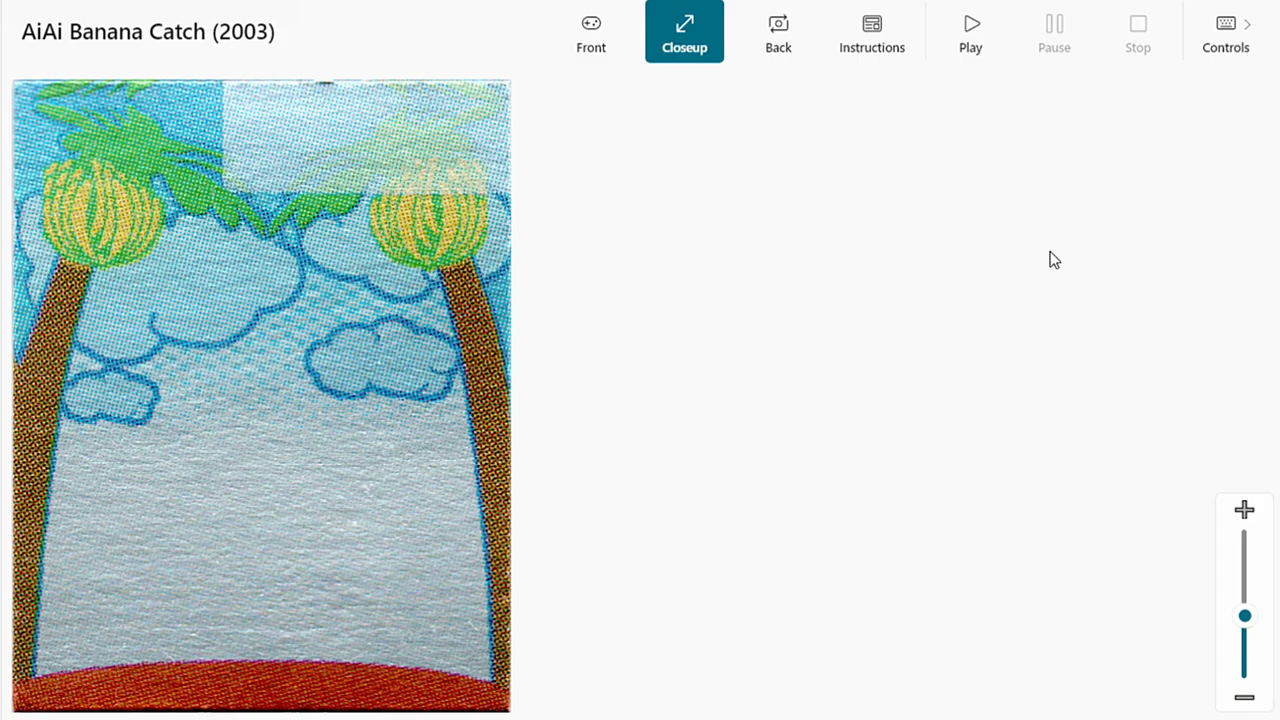 AiAi Banana Catch (2003)
Front
Closeup
Back
Instructions
Play
Pause
Stop
Controls